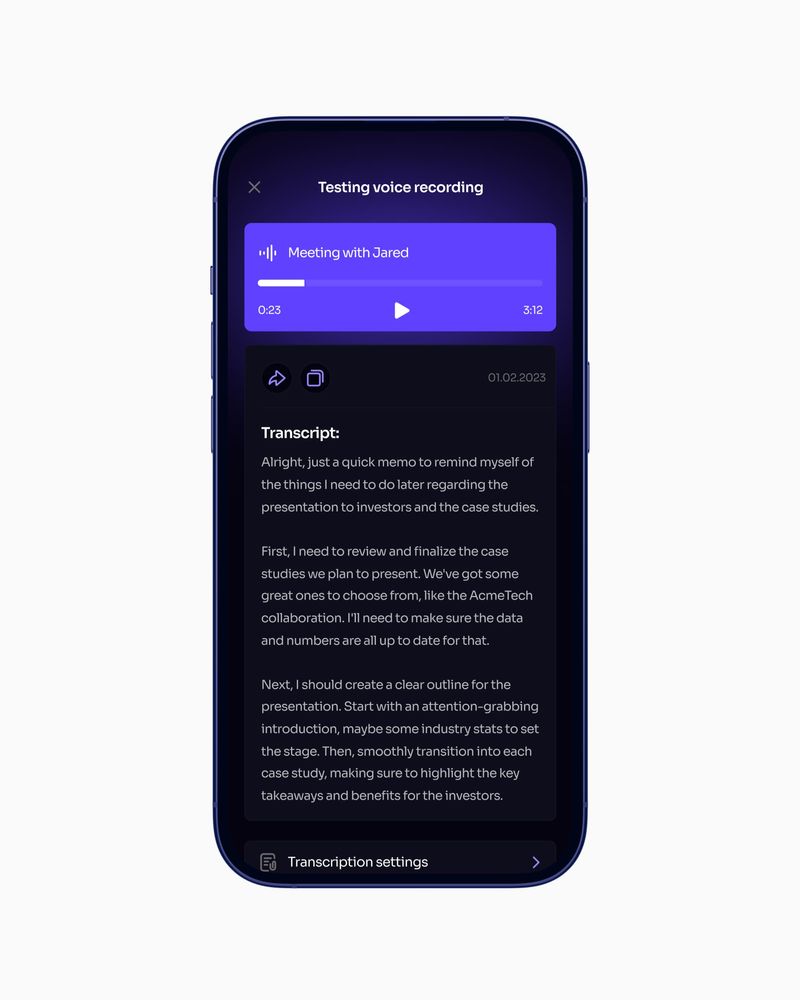 Testing voice recording
Meeting with Jared
0:23
3:12
01.02.2023
Transcript:
Alright, just a quick memo to remind myself of
the things I need to do later regarding the
presentation to investors and the case studies.
First, I need to review and finalize the case
studies we plan to present. We've got some
great ones to choose from, like the AcmeTech
collaboration. I'll need to make sure the data
and numbers are all up to date for that.
Next, I should create a clear outline for the
presentation. Start with an attention-grabbing
introduction, maybe some industry stats to set
the stage. Then, smoothly transition into each
case study, making sure to highlight the key
takeaways and benefits for the investors.
Transcription settings